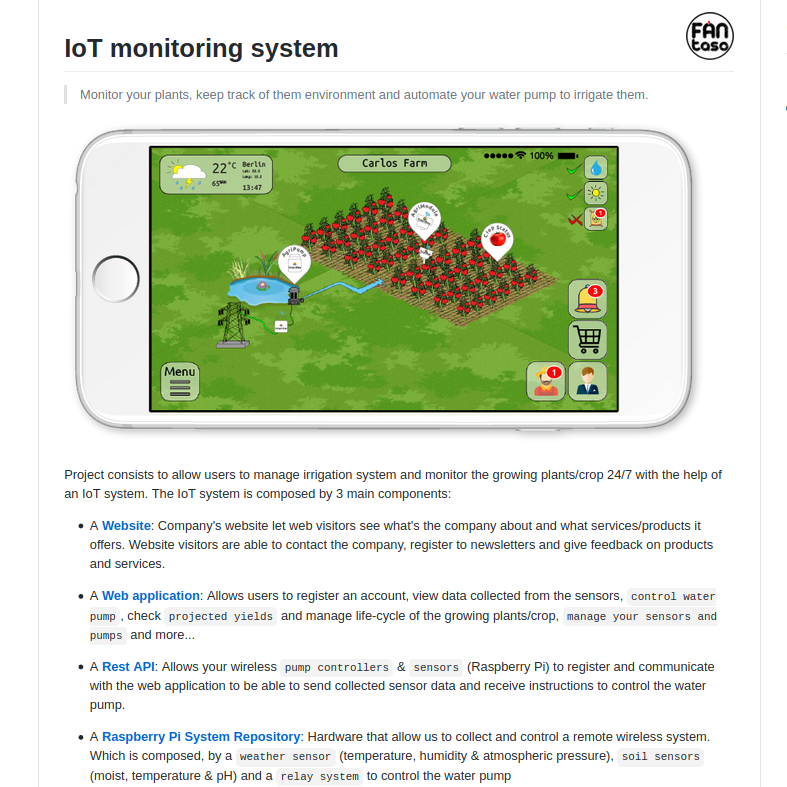 IoT monitoring system
FAN
tasa
Monitor your plants, keep track of them environment and automate your water pump to irrigate them.
22°C
Berlin
65
13:47
Carlos Farm
100%
1
AgriModule
Crop Status
AgriPump
3
Menu
1
Project consists to allow users to manage irrigation system and monitor the growing plants/crop 24/7 with the help of
an IoT system. The IoT system is composed by 3 main components:
A Website: Company's website let web visitors see what's the company about and what services/products it
offers. Website visitors are able to contact the company, register to newsletters and give feedback on products
and services.
A Web application: Allows users to register an account, view data collected from the sensors, control water
pump , check projected yields and manage life-cycle of the growing plants/crop, manage your sensors and
pumps and more...
A Rest API: Allows your wireless pump controllers & sensors (Raspberry Pi) to register and communicate
with the web application to be able to send collected sensor data and receive instructions to control the water
pump.
A Raspberry Pi System Repository: Hardware that allow us to collect and control a remote wireless system.
Which is composed, by a weather sensor (temperature, humidity & atmospheric pressure), soil sensors
(moist, temperature & pH) and a relay system to control the water pump